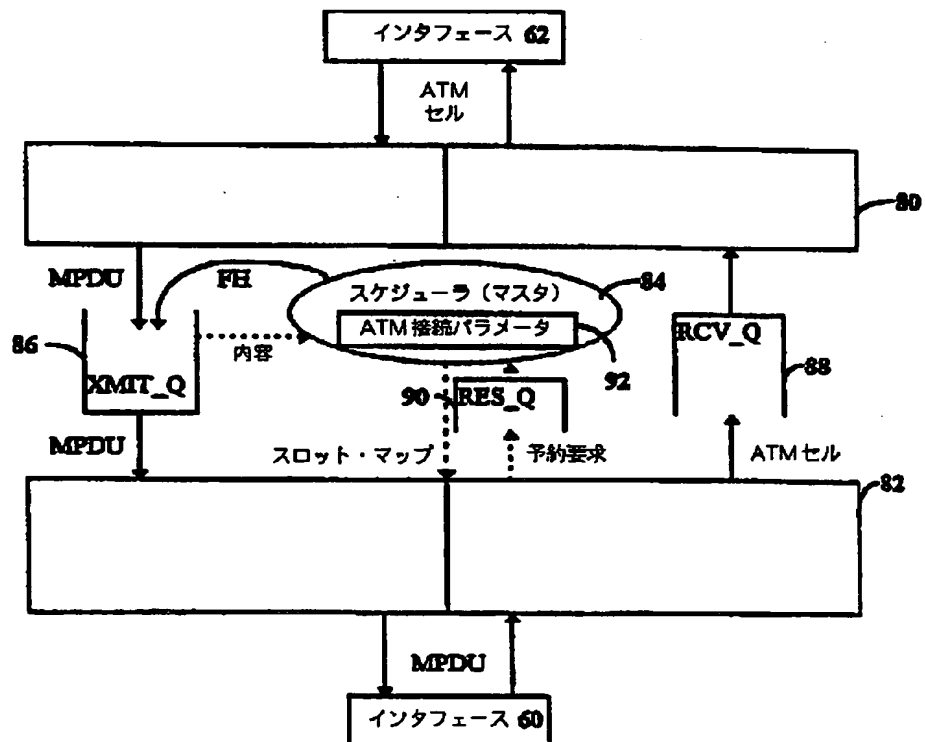 インタフェース 62
ATM
セル
80
MPDU
FH
スケジューラ（マスタ）
84
ATM 接続パラメータ
92
86
XMIT_Q
内容
90
RES_Q
RCV_Q
88
MPDU
スロット・マップ
予約要求
ATM セル
82
MPDU
インタフェース 60